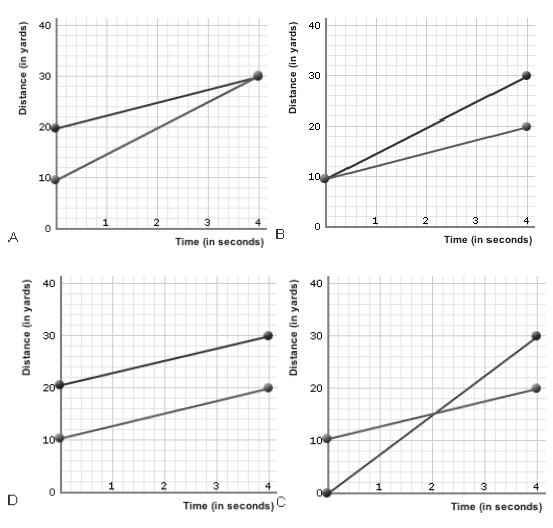 40
Distance (in yards)
30
20
10
0
1 2 3 4
Time (in seconds)
A
40
Distance (in yards)
30
20
10
0
1 2 3 4
Time (in seconds)
B
40
Distance (in yards)
30
20
10
0
1 2 3 4
Time (in seconds)
D
40
Distance (in yards)
30
20
10
0
1 2 3 4
Time (in seconds)
C